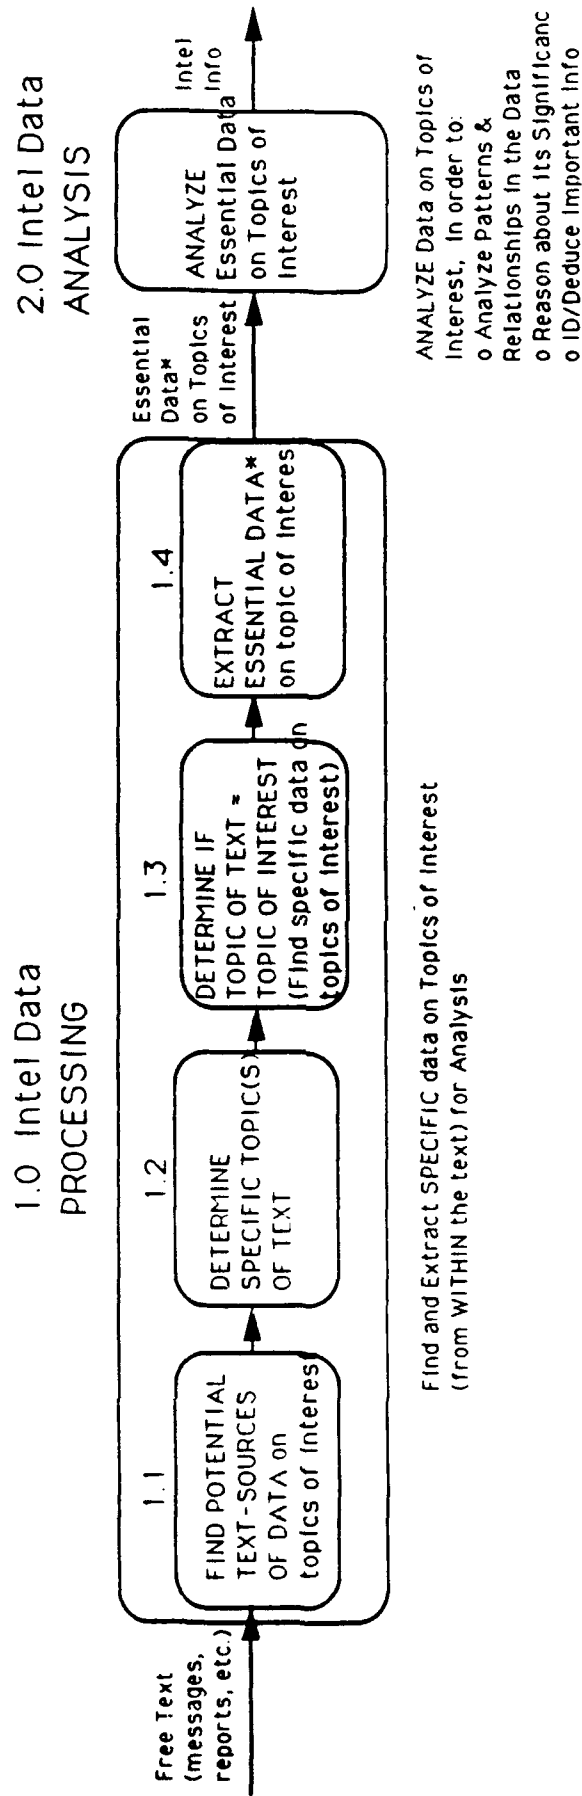 1.0 Intel Data
PROCESSING
2.0 Intel Data
ANALYSIS
Free Text
(messages,
reports, etc.)
1.1
FIND POTENTIAL
TEXT-SOURCES
OF DATA on
topics of Interes
1.2
DETERMINE
SPECIFIC TOPIC(S)
OF TEXT
1.3
DETERMINE IF
TOPIC OF TEXT =
TOPIC OF INTEREST
(Find specific data on
topics of Interest)
1.4
EXTRACT
ESSENTIAL DATA*
on topic of Interes
Essential
Data*
on Topics
of Interest
ANALYZE
Essential Data
on Topics of
Interest
Intel
Info
Find and Extract SPECIFIC data on Topics of Interest
(from WITHIN the text) for Analysis
ANALYZE Data on Topics of
Interest, In order to:
o Analyze Patterns &
Relationships In the Data
o Reason about Its Significanc
o ID/Deduce Important Info